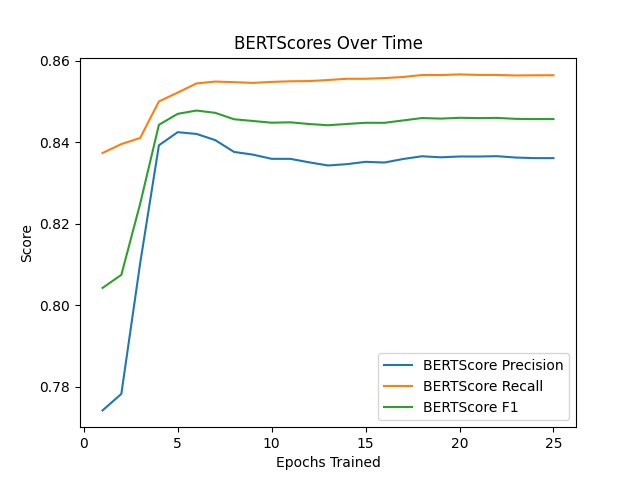 BERTScores Over Time
0.86
0.84
0.82
0.80
0.78
Score
0 5 10 15 20 25
Epochs Trained
BERTScore Precision
BERTScore Recall
BERTScore F1